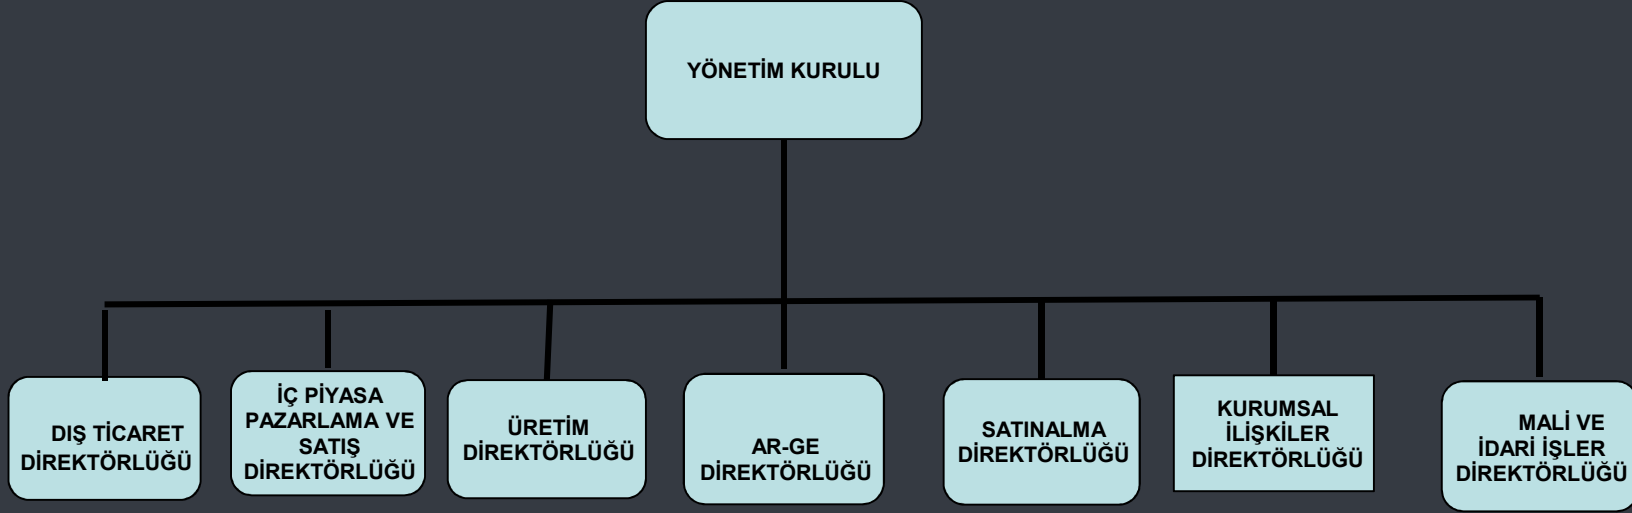 YÖNETİM KURULU
DIŞ TİCARET
DİREKTÖRLÜĞÜ
İÇ PİYASA
PAZARLAMA VE
SATIŞ
DİREKTÖRLÜĞÜ
ÜRETİM
DİREKTÖRLÜĞÜ
AR-GE
DİREKTÖRLÜĞÜ
SATINALMA
DİREKTÖRLÜĞÜ
KURUMSAL
İLİŞKİLER
DİREKTÖRLÜĞÜ
MALİ VE
İDARİ İŞLER
DİREKTÖRLÜĞÜ